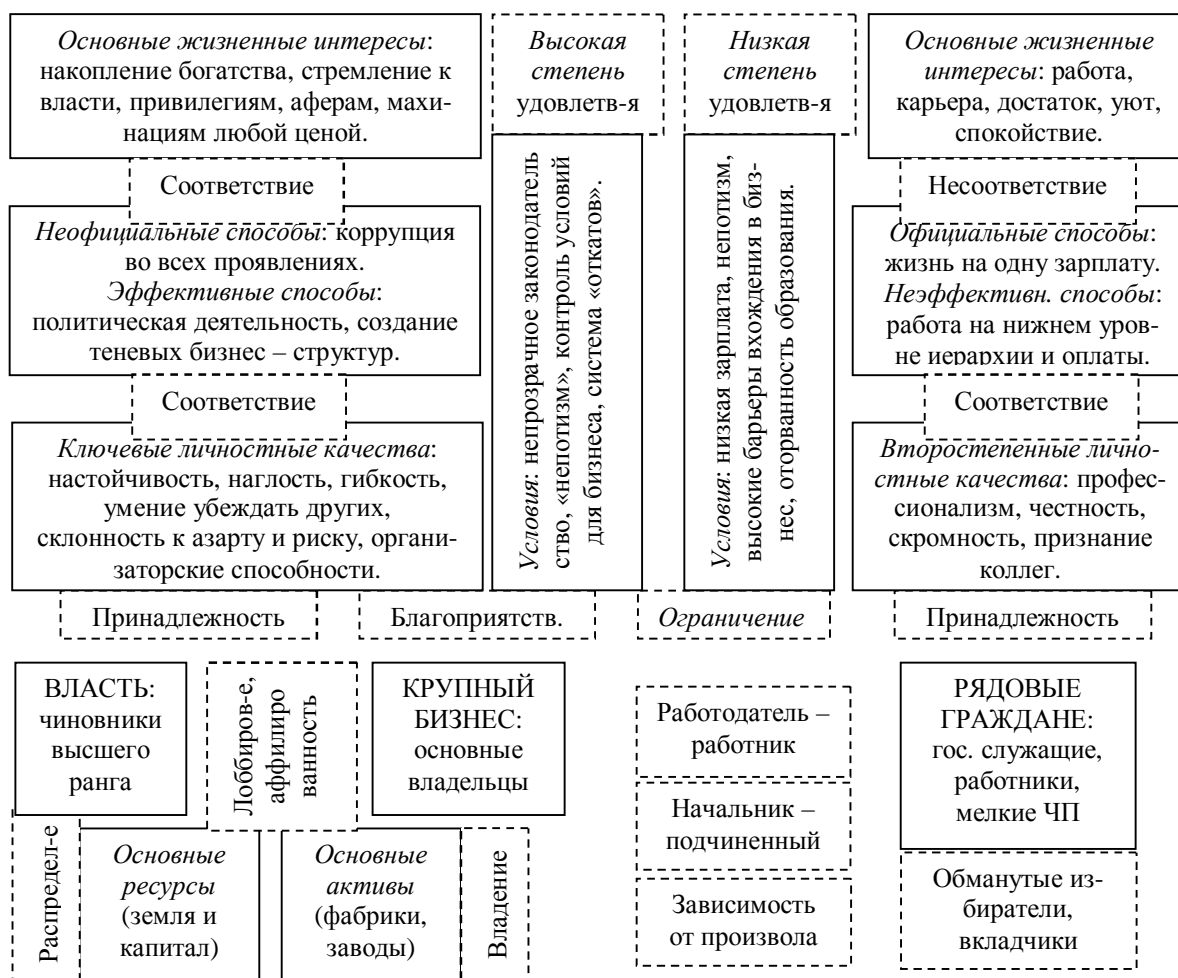 Основные жизненные интересы:
накопление богатства, стремление к
власти, привилегиям, аферам, махи-
нациям любой ценой.
Высокая
степень
удовлетв-я
Низкая
степень
удовлетв-я
Основные жизненные
интересы: работа,
карьера, достаток, уют,
спокойствие.
Соответствие
Несоответствие
Неофициальные способы: коррупция
во всех проявлениях.
Эффективные способы:
политическая деятельность, создание
теневых бизнес – структур.
Условия: непрозрачное законодатель
ство, «непотизм», контроль условий
для бизнеса, система «откатов».
Условия: низкая зарплата, непотизм,
высокие барьеры вхождения в биз-
нес, оторванность образования.
Официальные способы:
жизнь на одну зарплату.
Неэффективн. способы:
работа на нижнем уров-
не иерархии и оплаты.
Соответствие
Соответствие
Ключевые личностные качества:
настойчивость, наглость, гибкость,
умение убеждать других,
склонность к азарту и риску, органи-
заторские способности.
Второстепенные лично-
стные качества: профес-
сионализм, честность,
скромность, признание
коллег.
Принадлежность
Благоприятств.
Ограничение
Принадлежность
ВЛАСТЬ:
чиновники
высшего
ранга
Лоббиров-е,
аффилиро
ванность
КРУПНЫЙ
БИЗНЕС:
основные
владельцы
Работодатель –
работник
РЯДОВЫЕ
ГРАЖДАНЕ:
гос. служащие,
работники,
мелкие ЧП
Начальник –
подчиненный
Распредел-е
Основные
ресурсы
(земля и
капитал)
Основные
активы
(фабрики,
заводы)
Владение
Зависимость
от произвола
Обманутые из-
биратели,
вкладчики